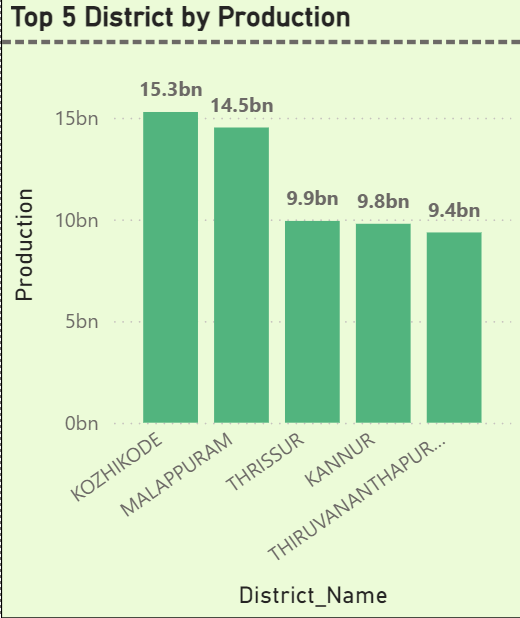 Top 5 District by Production
15.3bn
14.5bn
9.9bn
9.8bn
9.4bn
15bn
10bn
5bn
0bn
Production
KOZHIKODE
MALAPPURAM
THRISSUR
KANNUR
THIRUVANANTHAPUR...
District_Name